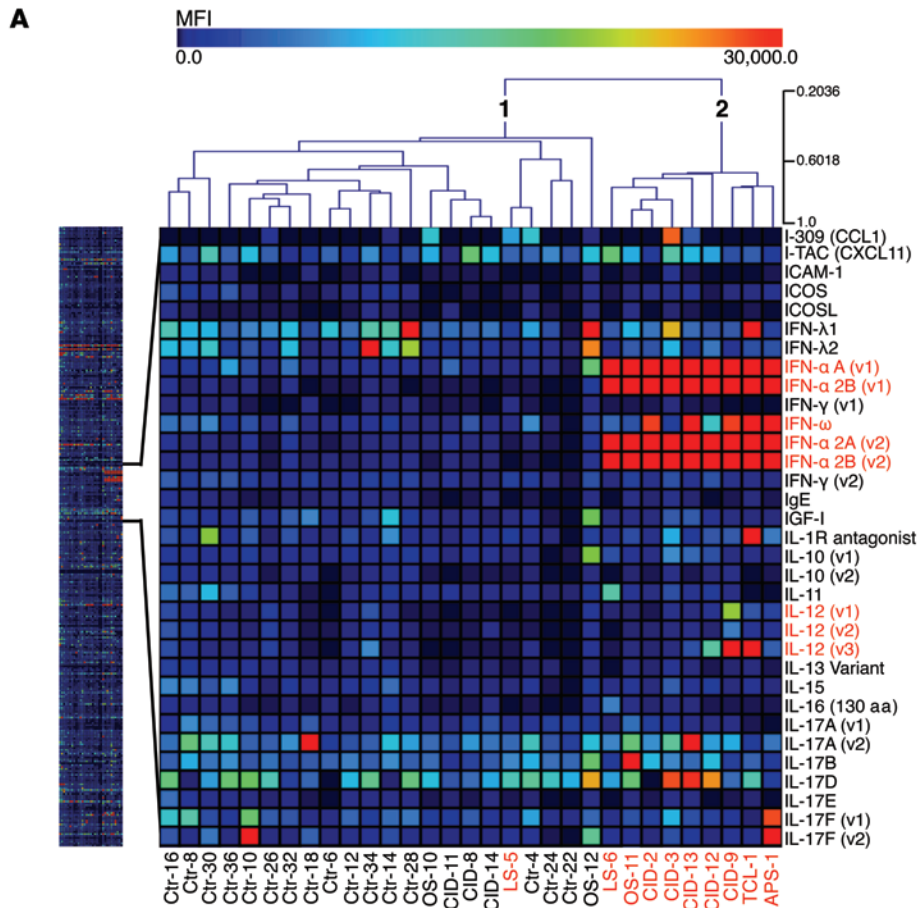 A
MFI
0.0 30,000.0
1 2
0.2036
0.6018
1.0
I-309 (CCL1)
I-TAC (CXCL11)
ICAM-1
ICOS
ICOSL
IFN-λ1
IFN-λ2
IFN-α A (v1)
IFN-α 2B (v1)
IFN-γ (v1)
IFN-ω
IFN-α 2A (v2)
IFN-α 2B (v2)
IFN-γ (v2)
IgE
IGF-I
IL-1R antagonist
IL-10 (v1)
IL-10 (v2)
IL-11
IL-12 (v1)
IL-12 (v2)
IL-12 (v3)
IL-13 Variant
IL-15
IL-16 (130 aa)
IL-17A (v1)
IL-17A (v2)
IL-17B
IL-17D
IL-17E
IL-17F (v1)
IL-17F (v2)
Ctr-16
Ctr-8
Ctr-30
Ctr-36
Ctr-10
Ctr-26
Ctr-32
Ctr-18
Ctr-6
Ctr-12
Ctr-34
Ctr-14
Ctr-28
OS-10
CID-11
CID-8
CID-14
LS-5
Ctr-4
Ctr-24
Ctr-22
OS-12
LS-6
OS-11
CID-2
CID-3
CID-13
CID-12
CID-9
TCL-1
APS-1